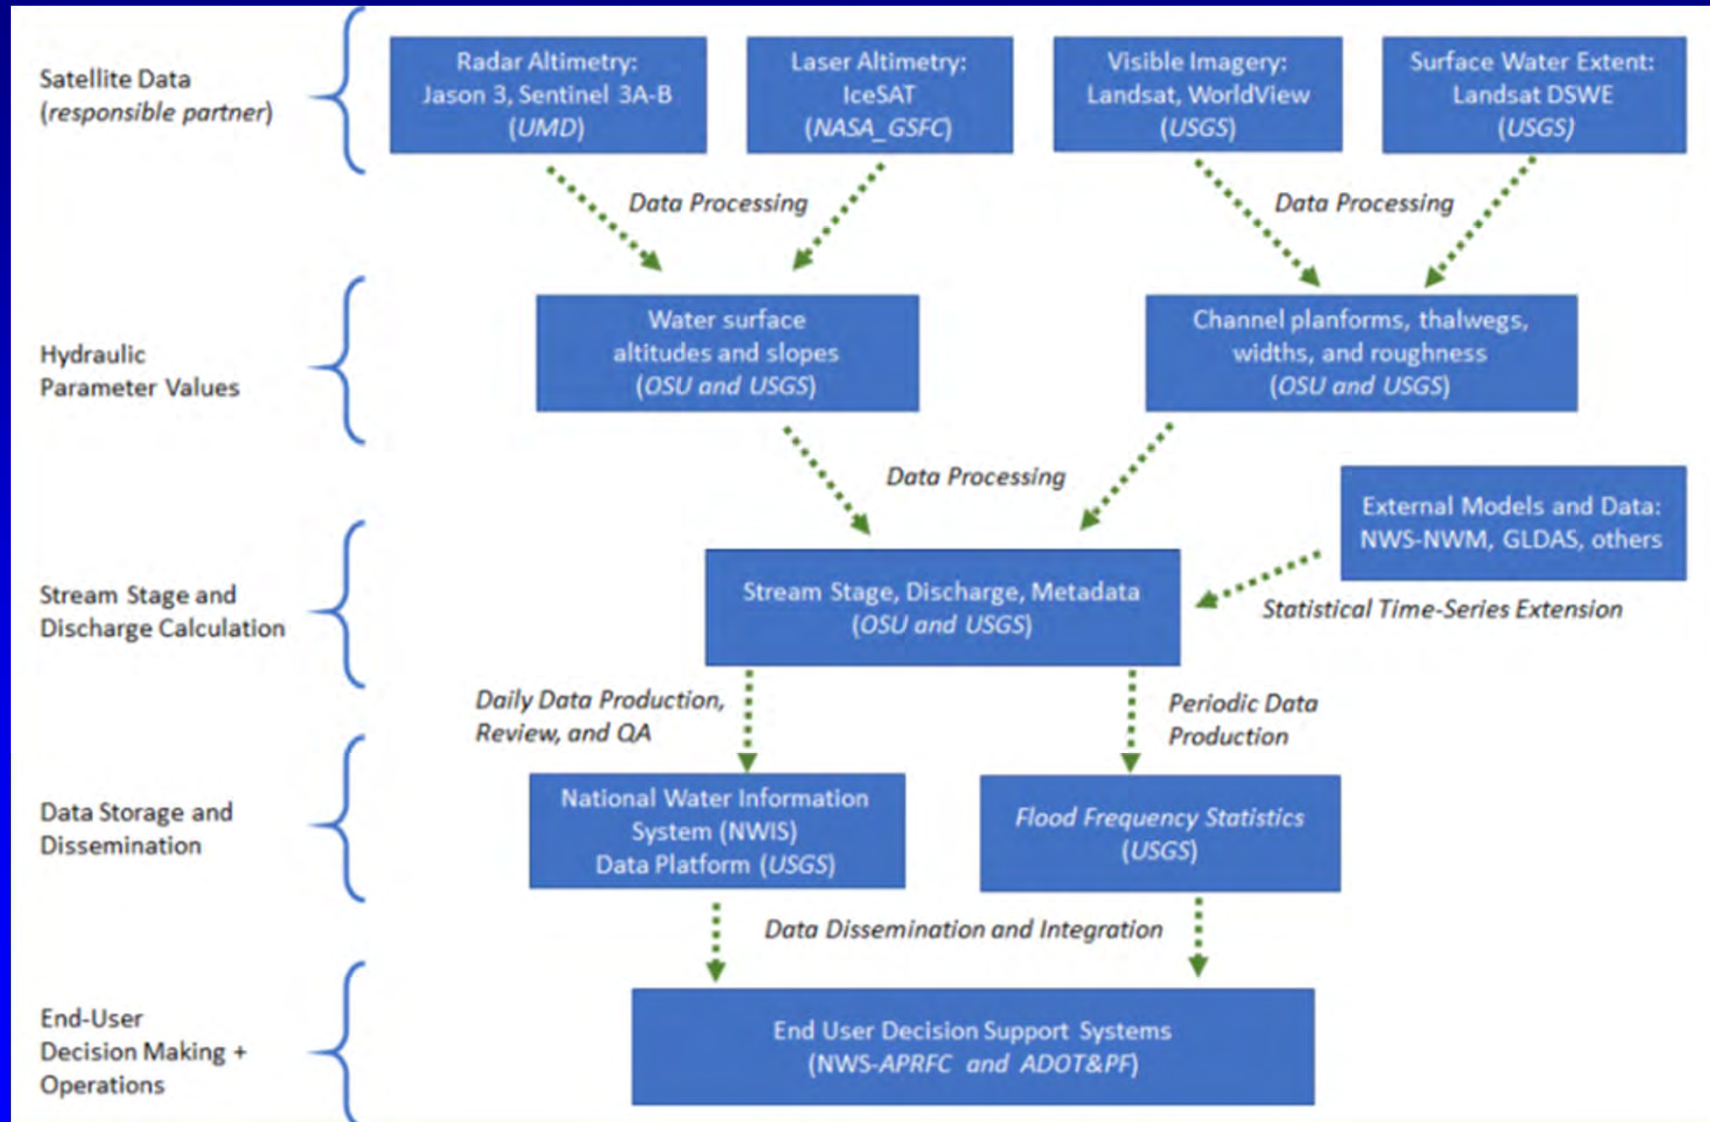 Satellite Data
(responsible partner)
Radar Altimetry:
Jason 3, Sentinel 3A-B
(UMD)
Laser Altimetry:
IceSAT
(NASA_GSFC)
Visible Imagery:
Landsat, WorldView
(USGS)
Surface Water Extent:
Landsat DSWE
(USGS)
Data Processing
Data Processing
Hydraulic
Parameter Values
Water surface
altitudes and slopes
(OSU and USGS)
Channel planforms, thalwegs,
widths, and roughness
(OSU and USGS)
Data Processing
External Models and Data:
NWS-NWM, GLDAS, others
Statistical Time-Series Extension
Stream Stage and
Discharge Calculation
Stream Stage, Discharge, Metadata
(OSU and USGS)
Daily Data Production,
Review, and QA
Periodic Data
Production
Data Storage and
Dissemination
National Water Information
System (NWIS)
Data Platform (USGS)
Flood Frequency Statistics
(USGS)
Data Dissemination and Integration
End-User
Decision Making +
Operations
End User Decision Support Systems
(NWS-APRFC and ADOT&PF)